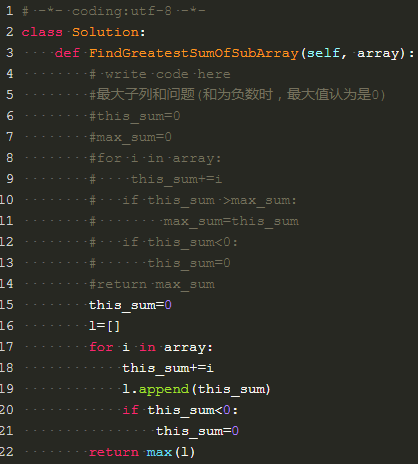 1 # -*- coding:utf-8 -*-
2 class Solution:
3     def FindGreatestSumOfSubArray(self, array):
4         # write code here
5         #最大子列和问题(和为负数时，最大值认为是0)
6         #this_sum=0
7         #max_sum=0
8         #for i in array:
9         #    this_sum+=i
10         #   if this_sum >max_sum:
11         #        max_sum=this_sum
12         #   if this_sum<0:
13         #      this_sum=0
14         #return max_sum
15         this_sum=0
16         l=[]
17         for i in array:
18             this_sum+=i
19             l.append(this_sum)
20             if this_sum<0:
21                 this_sum=0
22         return max(l)